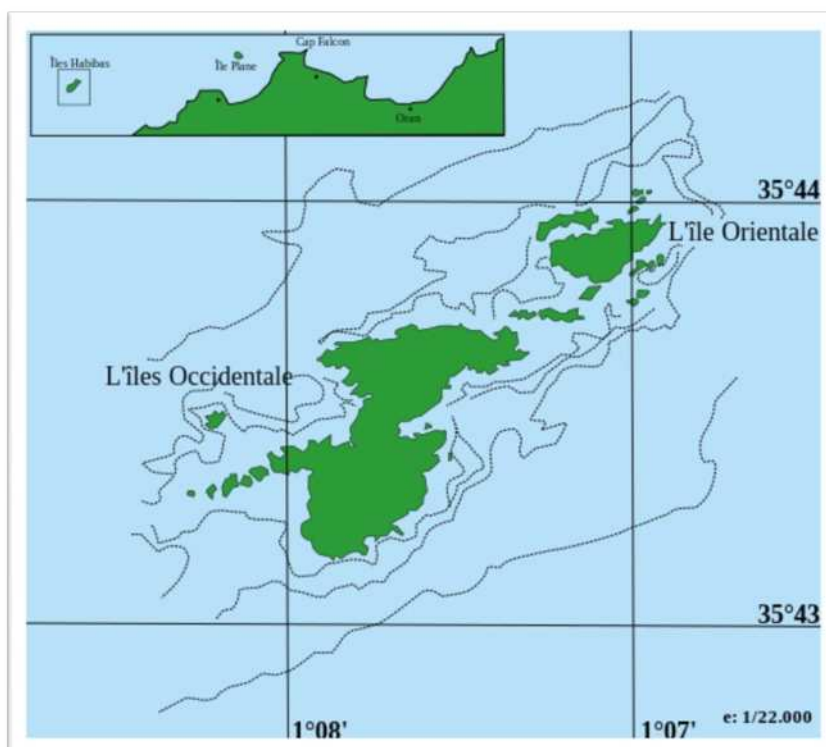 Cap Falcon
Îles Habibas
Île Plane
Oran
35°44
L'île Orientale
L'îles Occidentale
35°43
1°08'
1°07'
e: 1/22.000